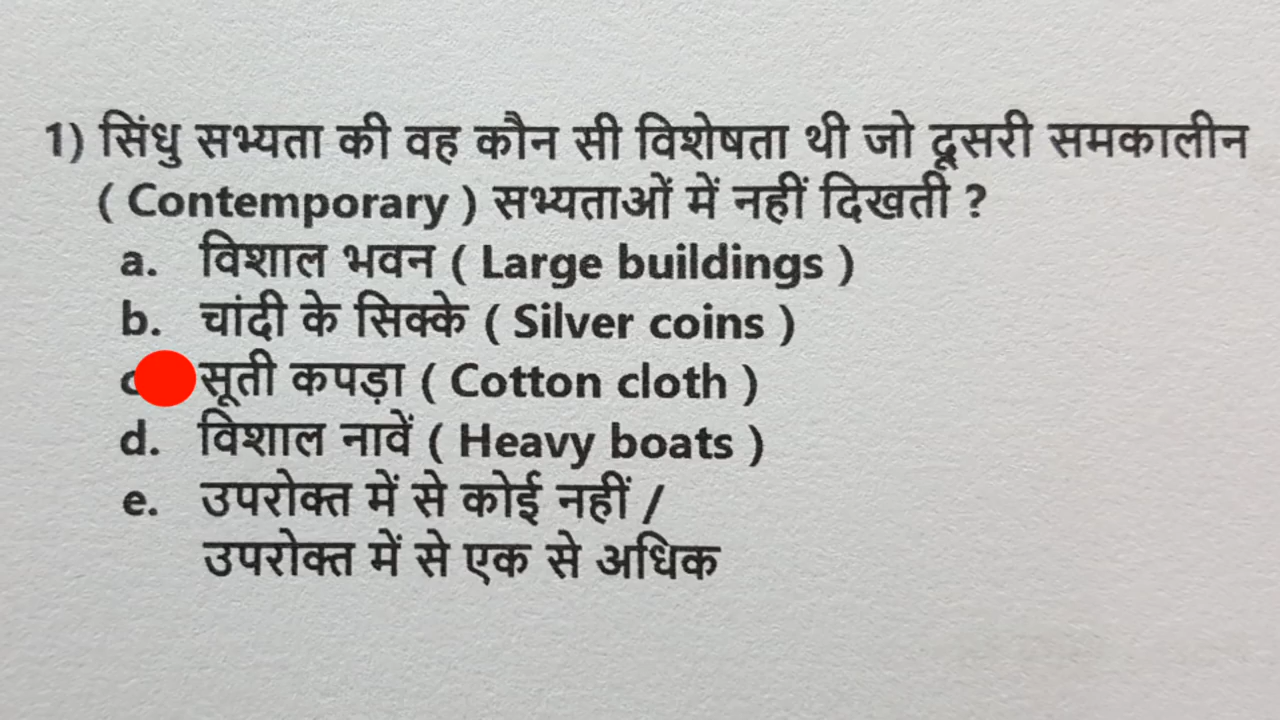 1) सिंधु सभ्यता की वह कौन सी विशेषता थी जो दूसरी समकालीन
( Contemporary ) सभ्यताओं में नहीं दिखती ?
a. विशाल भवन ( Large buildings )
b. चांदी के सिक्के ( Silver coins )
सूती कपड़ा ( Cotton cloth )
d. विशाल नावें ( Heavy boats )
e. उपरोक्त में से कोई नहीं /
उपरोक्त में से एक से अधिक